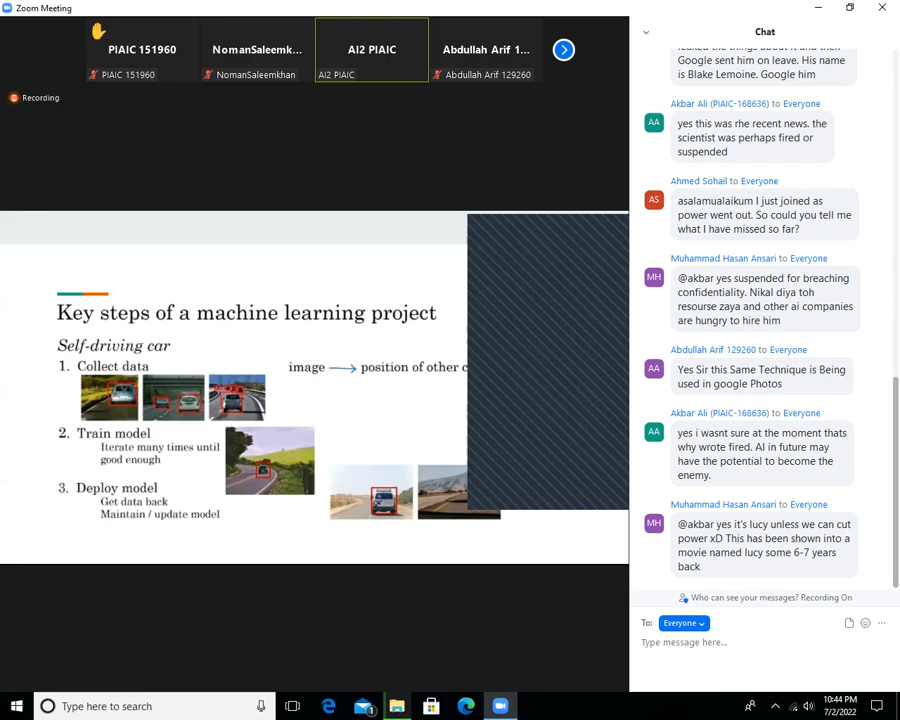 Zoom Meeting
PIAIC 151960
NomanSaleemk...
AI2 PIAIC
Abdullah Arif 1...
PIAIC 151960
NomanSaleemkhan
AI2 PIAIC
Abdullah Arif 129260
Recording
Key steps of a machine learning project
Self-driving car
1. Collect data
image
position of other c
2. Train model
Iterate many times until
good enough
3. Deploy model
Get data back
Maintain / update model
Chat
leaked the things about it and then
Google sent him on leave. His name
is Blake Lemoine. Google him
Akbar Ali (PIAIC-168636) to Everyone
AA
yes this was rhe recent news. the
scientist was perhaps fired or
suspended
Ahmed Sohail to Everyone
AS
asalamualaikum I just joined as
power went out. So could you tell me
what I have missed so far?
Muhammad Hasan Ansari to Everyone
MH
@akbar yes suspended for breaching
confidentiality. Nikal diya toh
resourse zaya and other ai companies
are hungry to hire him
Abdullah Arif 129260 to Everyone
AA
Yes Sir this Same Technique is Being
used in google Photos
Akbar Ali (PIAIC-168636) to Everyone
AA
yes i wasnt sure at the moment thats
why wrote fired. AI in future may
have the potential to become the
enemy.
Muhammad Hasan Ansari to Everyone
MH
@akbar yes it's lucy unless we can cut
power xD This has been shown into a
movie named lucy some 6-7 years
back
Who can see your messages? Recording On
To: Everyone
Type message here...
Type here to search
1
10:44 PM
7/2/2022